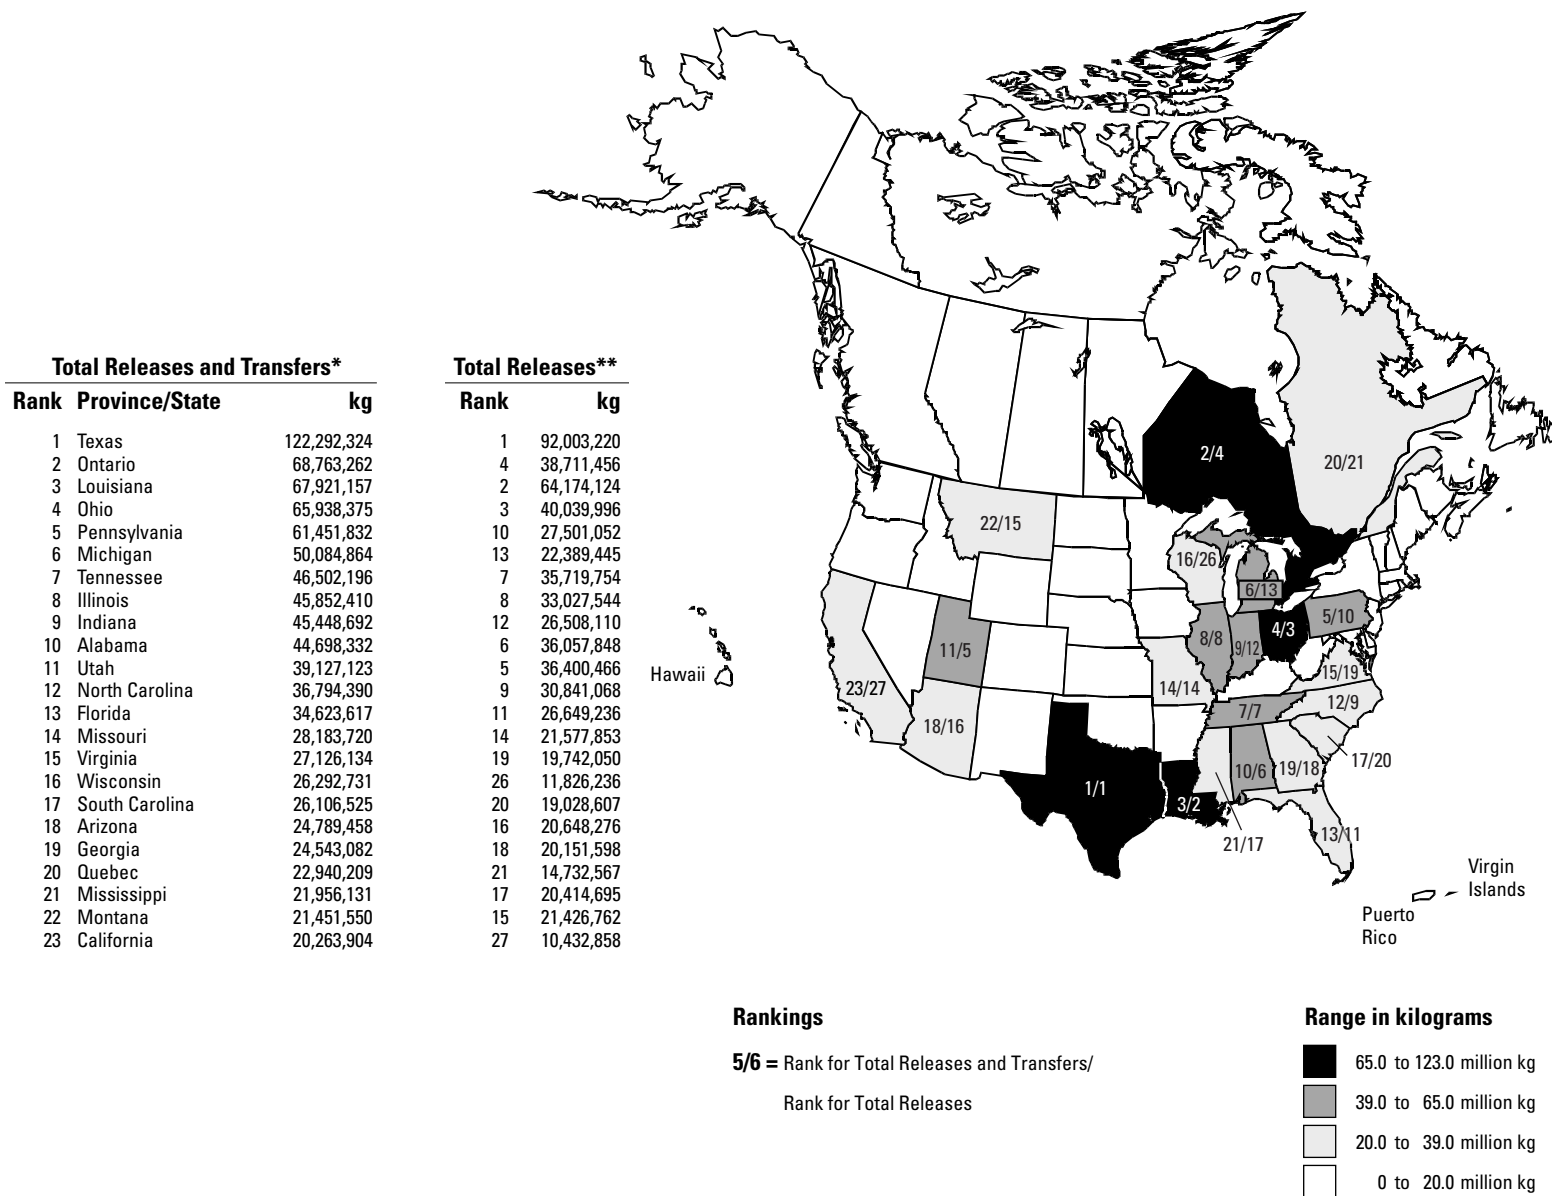 Total Releases and Transfers*
Rank Province/State kg
1 Texas 122,292,324
2 Ontario 68,763,262
3 Louisiana 67,921,157
4 Ohio 65,938,375
5 Pennsylvania 61,451,832
6 Michigan 50,084,864
7 Tennessee 46,502,196
8 Illinois 45,852,410
9 Indiana 45,448,692
10 Alabama 44,698,332
11 Utah 39,127,123
12 North Carolina 36,794,390
13 Florida 34,623,617
14 Missouri 28,183,720
15 Virginia 27,126,134
16 Wisconsin 26,292,731
17 South Carolina 26,106,525
18 Arizona 24,789,458
19 Georgia 24,543,082
20 Quebec 22,940,209
21 Mississippi 21,956,131
22 Montana 21,451,550
23 California 20,263,904
Total Releases**
Rank kg
1 92,003,220
4 38,711,456
2 64,174,124
3 40,039,996
10 27,501,052
13 22,389,445
7 35,719,754
8 33,027,544
12 26,508,110
6 36,057,848
5 36,400,466
9 30,841,068
11 26,649,236
14 21,577,853
19 19,742,050
26 11,826,236
20 19,028,607
16 20,648,276
18 20,151,598
21 14,732,567
17 20,414,695
15 21,426,762
27 10,432,858
2/4
20/21
22/15
16/26
6/13
5/10
4/3
8/8
9/12
11/5
15/19
Hawaii
23/27
14/14
12/9
7/7
18/16
17/20
10/6
19/18
1/1
3/2
13/11
21/17
Virgin
Islands
Puerto
Rico
Rankings
5/6 = Rank for Total Releases and Transfers/
Rank for Total Releases
Range in kilograms
65.0 to 123.0 million kg
39.0 to 65.0 million kg
20.0 to 39.0 million kg
0 to 20.0 million kg